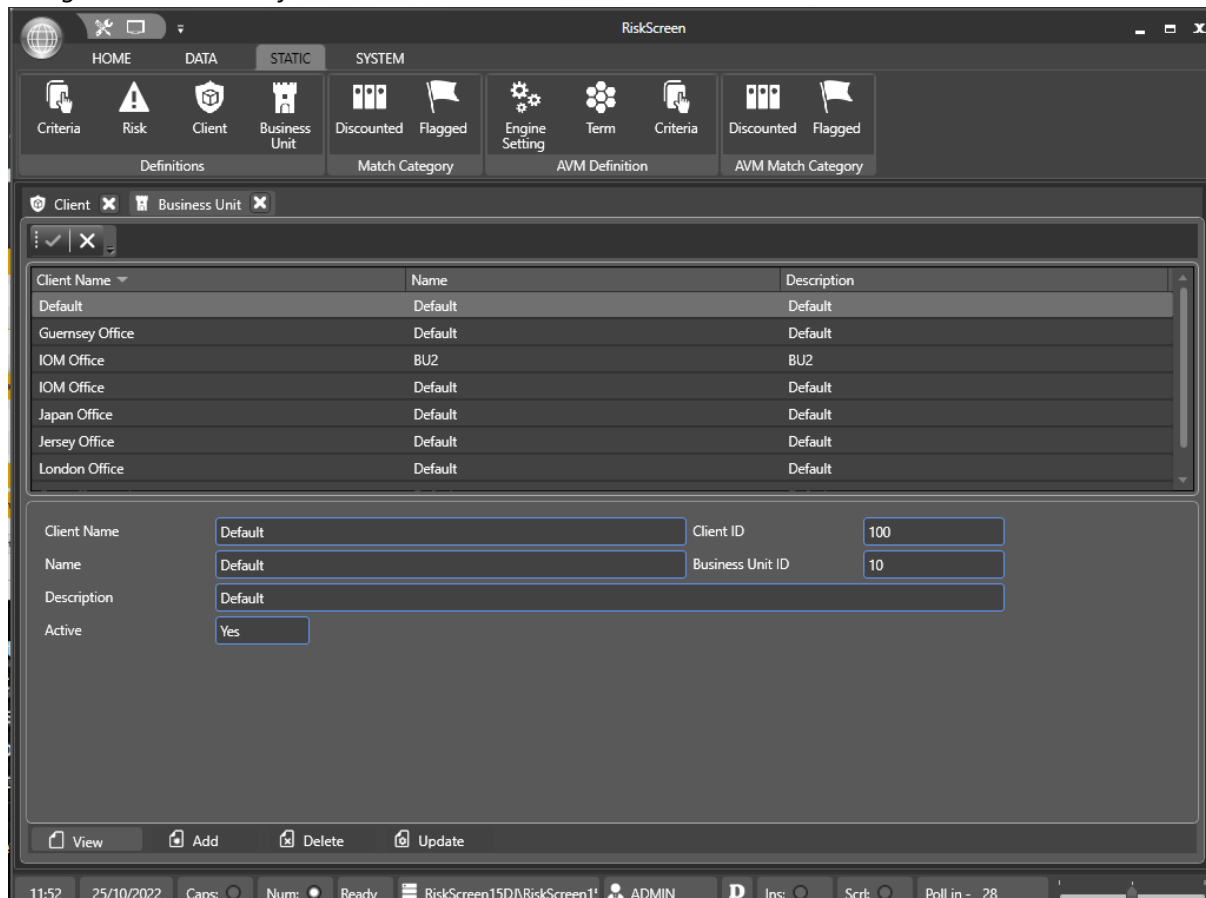 RiskScreen
HOME DATA STATIC SYSTEM
Criteria Risk Client Business Unit Discounted Flagged Engine Setting Term Criteria Discounted Flagged
Definitions Match Category AVM Definition AVM Match Category
Client Business Unit
Client Name Name Description
Default Default Default
Guernsey Office Default Default
IOM Office BU2 BU2
IOM Office Default Default
Japan Office Default Default
Jersey Office Default Default
London Office Default Default
Client Name Default Client ID 100
Name Default Business Unit ID 10
Description Default
Active Yes
View Add Delete Update
11:52 25/10/2022 Caps: Num: Ready RiskScreen15DJ\RiskScreen1 ADMIN D Ins: Scrl: Poll in - 28